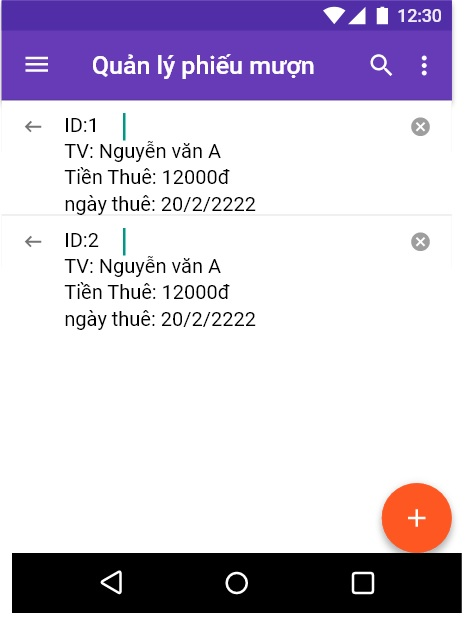 12:30
Quản lý phiếu mượn
ID:1
TV: Nguyễn văn A
Tiền Thuê: 12000đ
ngày thuê: 20/2/2222
ID:2
TV: Nguyễn văn A
Tiền Thuê: 12000đ
ngày thuê: 20/2/2222